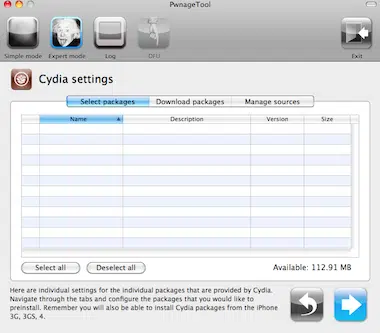 PwnageTool
Simple mode Expert mode Log DFU Exit
Cydia settings
Select packages Download packages Manage sources
Name Description Version Size
Select all Deselect all Available: 112.91 MB
Here are individual settings for the individual packages that are provided by Cydia.
Navigate through the tabs and configure the packages that you would like to
preinstall. Remember you will also be able to install Cydia packages from the iPhone
3G, 3GS, 4.